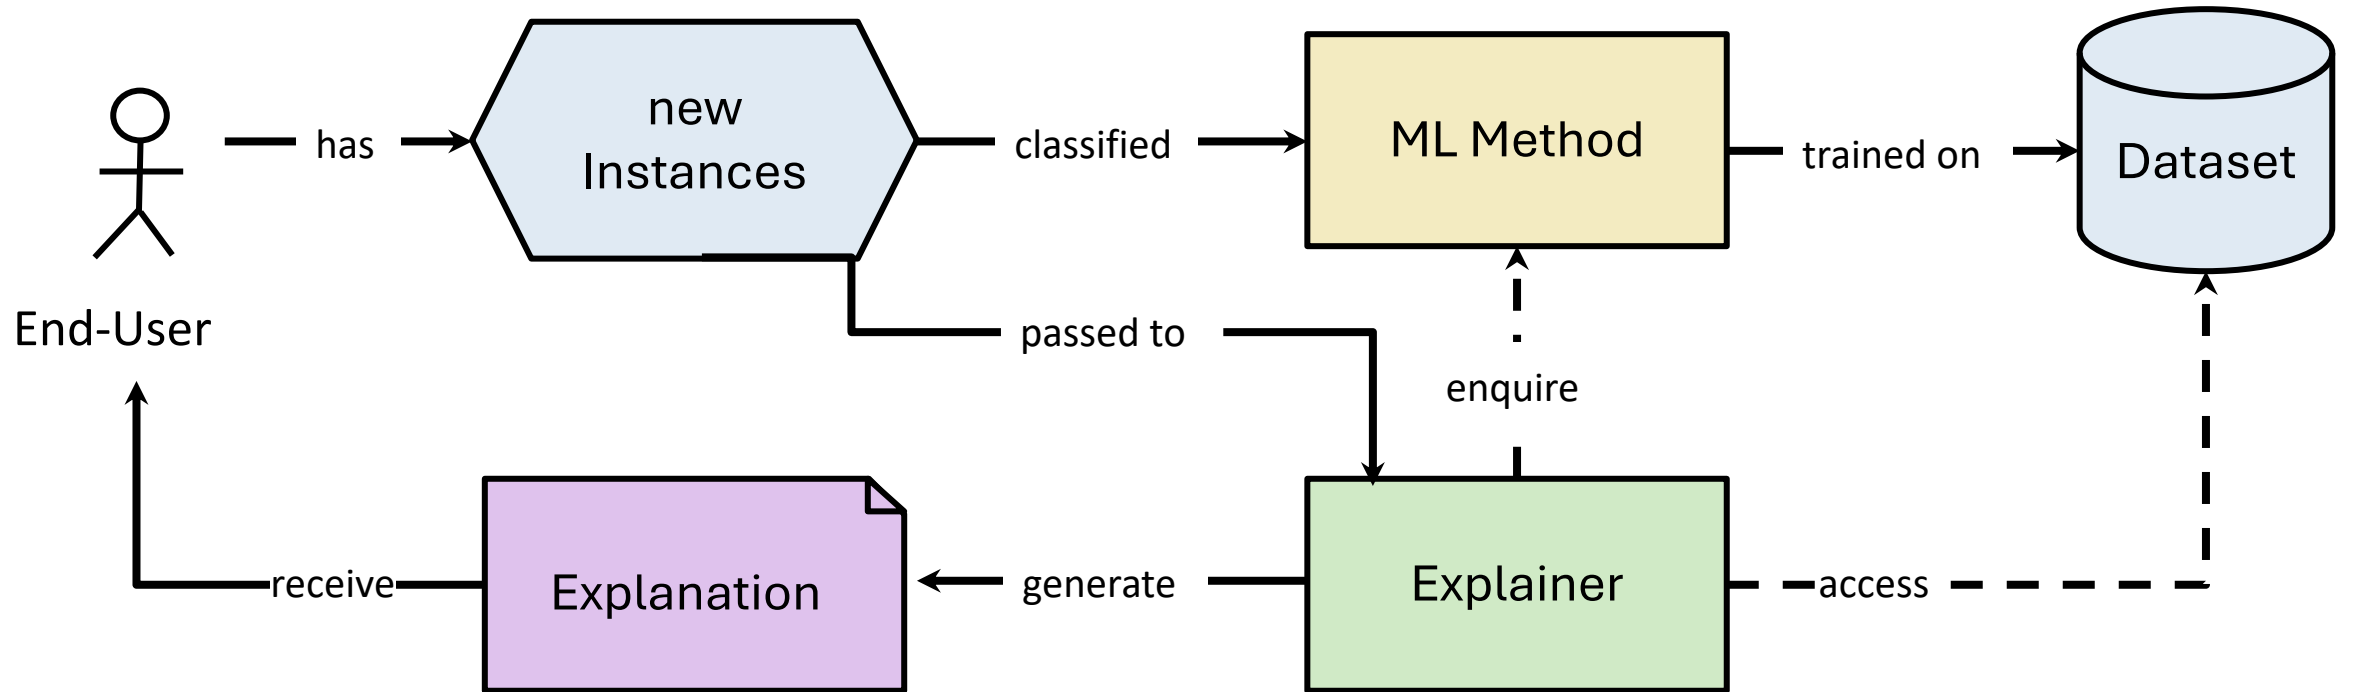 new
Instances
has
classified
ML Method
trained on
Dataset
End-User
passed to
enquire
receive
Explanation
generate
Explainer
access